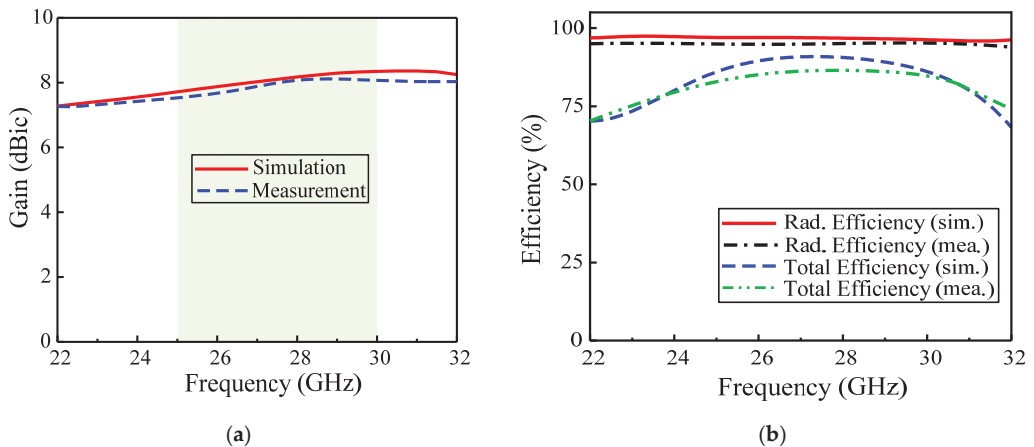 10
8
6
4
2
0
Gain (dBic)
Simulation
Measurement
22
24
26
28
30
32
Frequency (GHz)
(a)
100
75
50
25
0
Efficiency (%)
Rad. Efficiency (sim.)
Rad. Efficiency (mea.)
Total Efficiency (sim.)
Total Efficiency (mea.)
22
24
26
28
30
32
Frequency (GHz)
(b)